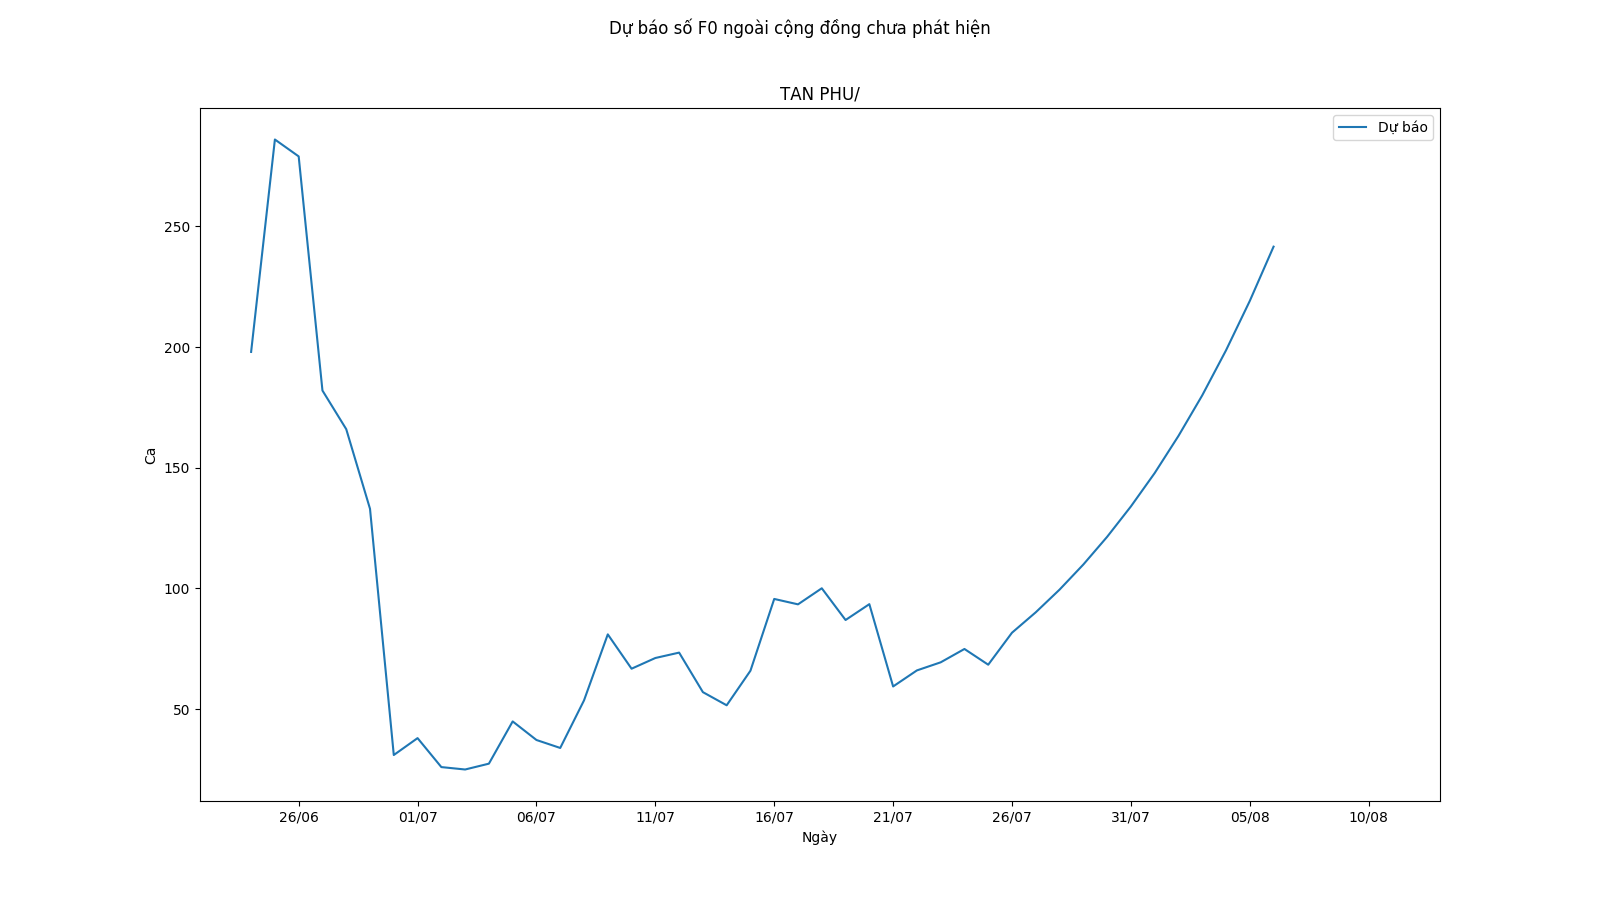 Dự báo số F0 ngoài cộng đồng chưa phát hiện
TAN PHU/
Dự báo
250
200
150
100
50
Ca
26/06 01/07 06/07 11/07 16/07 21/07 26/07 31/07 05/08 10/08
Ngày